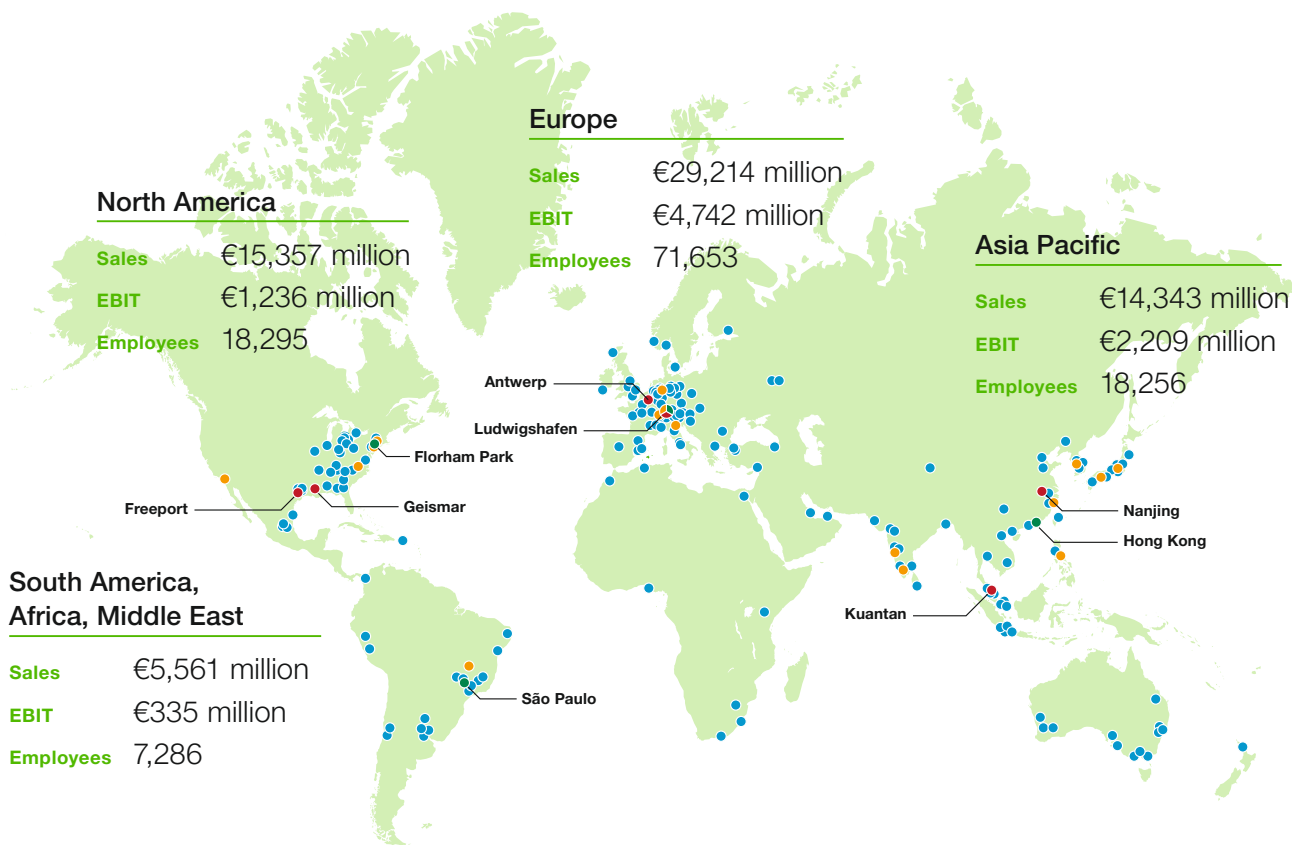 Europe
Sales €29,214 million
EBIT €4,742 million
Employees 71,653
North America
Sales €15,357 million
EBIT €1,236 million
Employees 18,295
Asia Pacific
Sales €14,343 million
EBIT €2,209 million
Employees 18,256
Antwerp
Ludwigshafen
Florham Park
Freeport
Geismar
Nanjing
Hong Kong
Kuantan
South America,
Africa, Middle East
Sales €5,561 million
EBIT €335 million
Employees 7,286
São Paulo